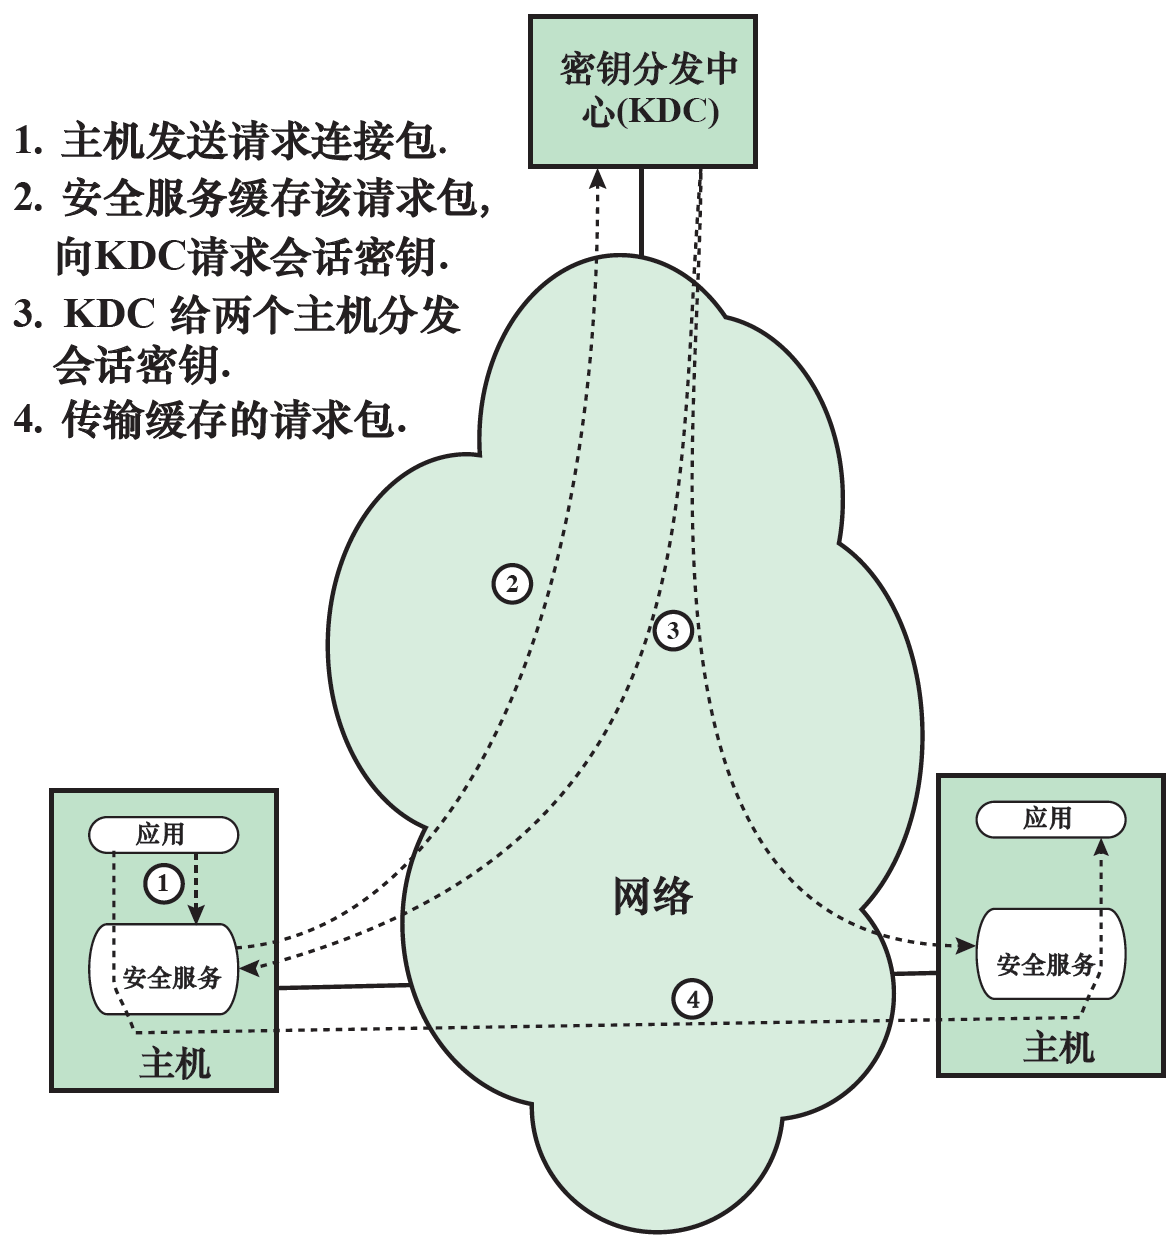 密钥分发中
心(KDC)
1. 主机发送请求连接包.
2. 安全服务缓存该请求包,
向KDC请求会话密钥.
3. KDC 给两个主机分发
会话密钥.
4. 传输缓存的请求包.
2
3
应用
1
安全服务
主机
网络
4
应用
安全服务
主机